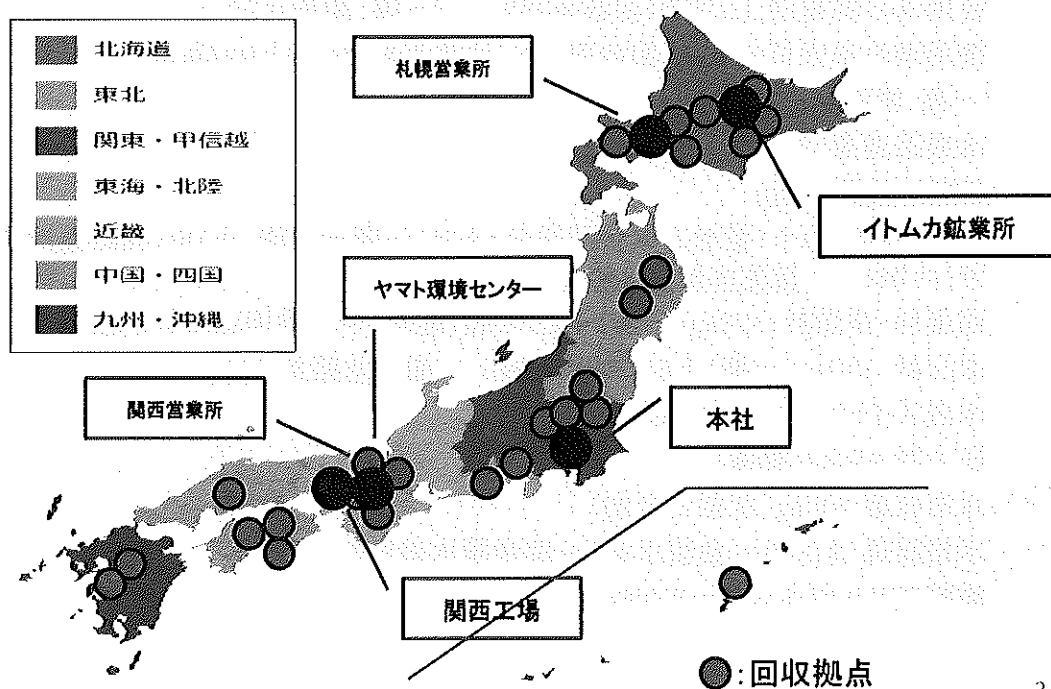 北海道
東北
関東・甲信越
東海・北陸
近畿
中国・四国
九州・沖縄
札幌営業所
イトムカ鉱業所
ヤマト環境センター
関西営業所
本社
関西工場
:回収拠点